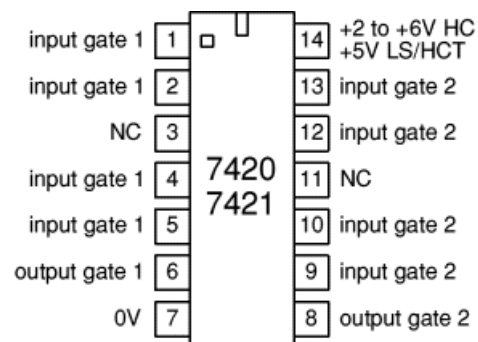 input gate 1 1
input gate 1 2
NC 3
input gate 1 4
input gate 1 5
output gate 1 6
0V 7
7420
7421
14 +2 to +6V HC
+5V LS/HCT
13 input gate 2
12 input gate 2
11 NC
10 input gate 2
9 input gate 2
8 output gate 2